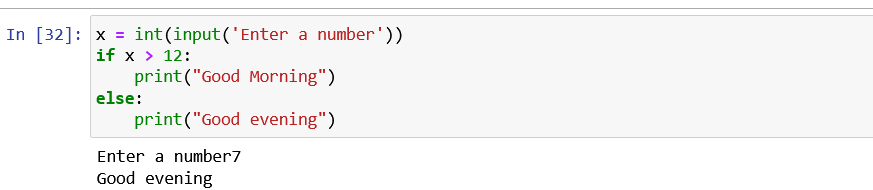 In [32]: x = int(input('Enter a number'))
if x > 12:
    print("Good Morning")
else:
    print("Good evening")
Enter a number7
Good evening